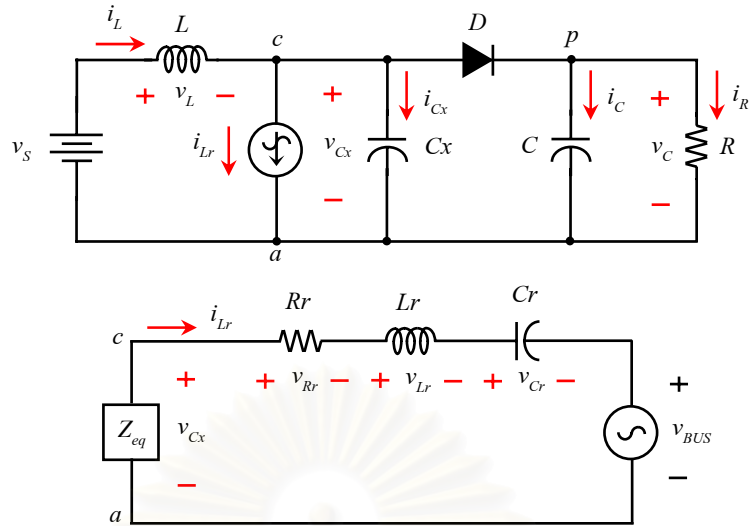 i_L L c D p
+ v_L − + i_Cx i_C + i_R
v_S i_Lr v_Cx Cx C v_C R
− −
a
i_Lr Rr Lr Cr
c
+ + v_Rr − + v_Lr − + v_Cr − +
Z_eq v_Cx v_BUS
− −
a